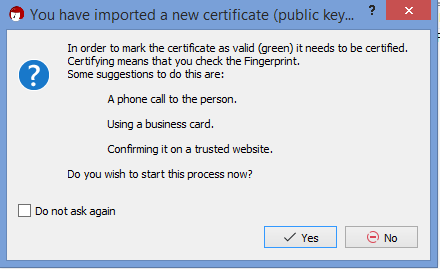 You have imported a new certificate (public key...
In order to mark the certificate as valid (green) it needs to be certified.
Certifying means that you check the Fingerprint.
Some suggestions to do this are:
A phone call to the person.
Using a business card.
Confirming it on a trusted website.
Do you wish to start this process now?
Do not ask again
Yes
No